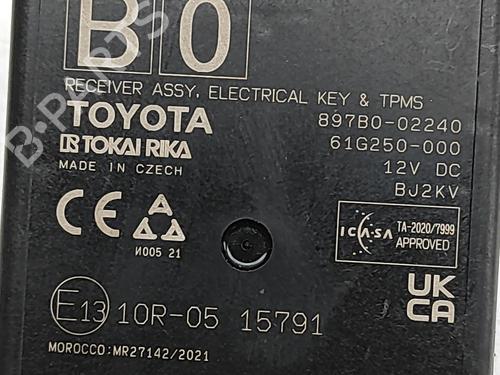 B0
RECEIVER ASSY, ELECTRICAL KEY & TPMS
TOYOTA 897B0-02240
TOKAI RIKA 61G250-000
MADE IN CZECH 12V DC
BJ2KV
CE
И005 21
ICASA TA-2020/7999
APPROVED
UK
CA
E13 10R-05 15791
MOROCCO:MR27142/2021
B-PARTS